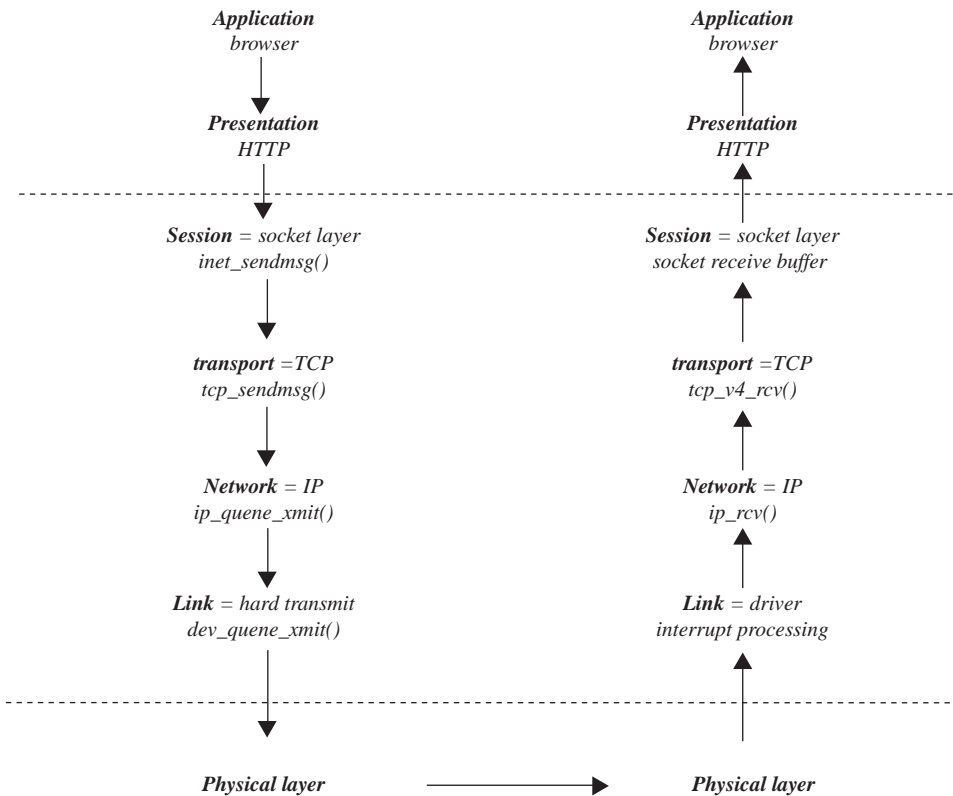 Application
browser
Presentation
HTTP
Session = socket layer
inet_sendmsg()
transport =TCP
tcp_sendmsg()
Network = IP
ip_quene_xmit()
Link = hard transmit
dev_quene_xmit()
Physical layer
Application
browser
Presentation
HTTP
Session = socket layer
socket receive buffer
transport =TCP
tcp_v4_rcv()
Network = IP
ip_rcv()
Link = driver
interrupt processing
Physical layer